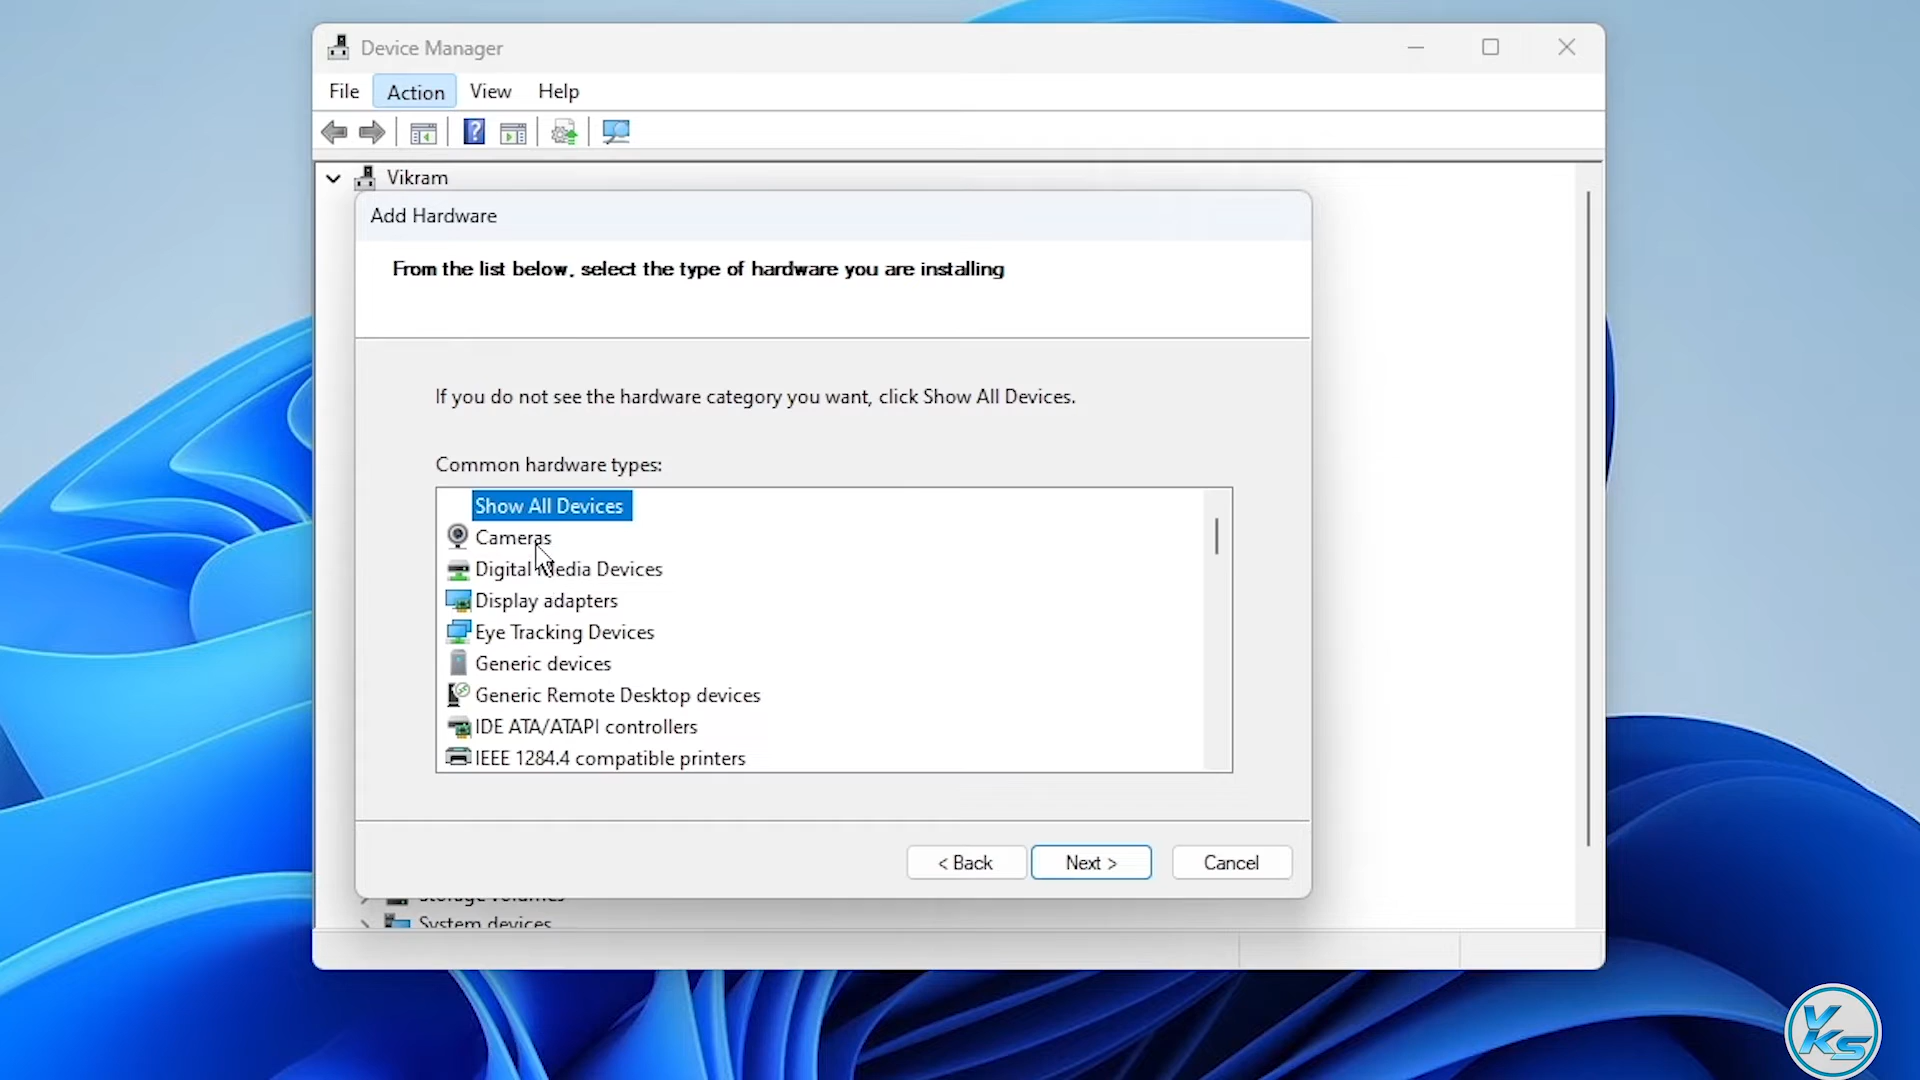 Device Manager
File Action View Help
Vikram
Add Hardware
From the list below, select the type of hardware you are installing
If you do not see the hardware category you want, click Show All Devices.
Common hardware types:
Show All Devices
Cameras
Digital Media Devices
Display adapters
Eye Tracking Devices
Generic devices
Generic Remote Desktop devices
IDE ATA/ATAPI controllers
IEEE 1284.4 compatible printers
< Back Next > Cancel
Storage volumes
System devices
VKS